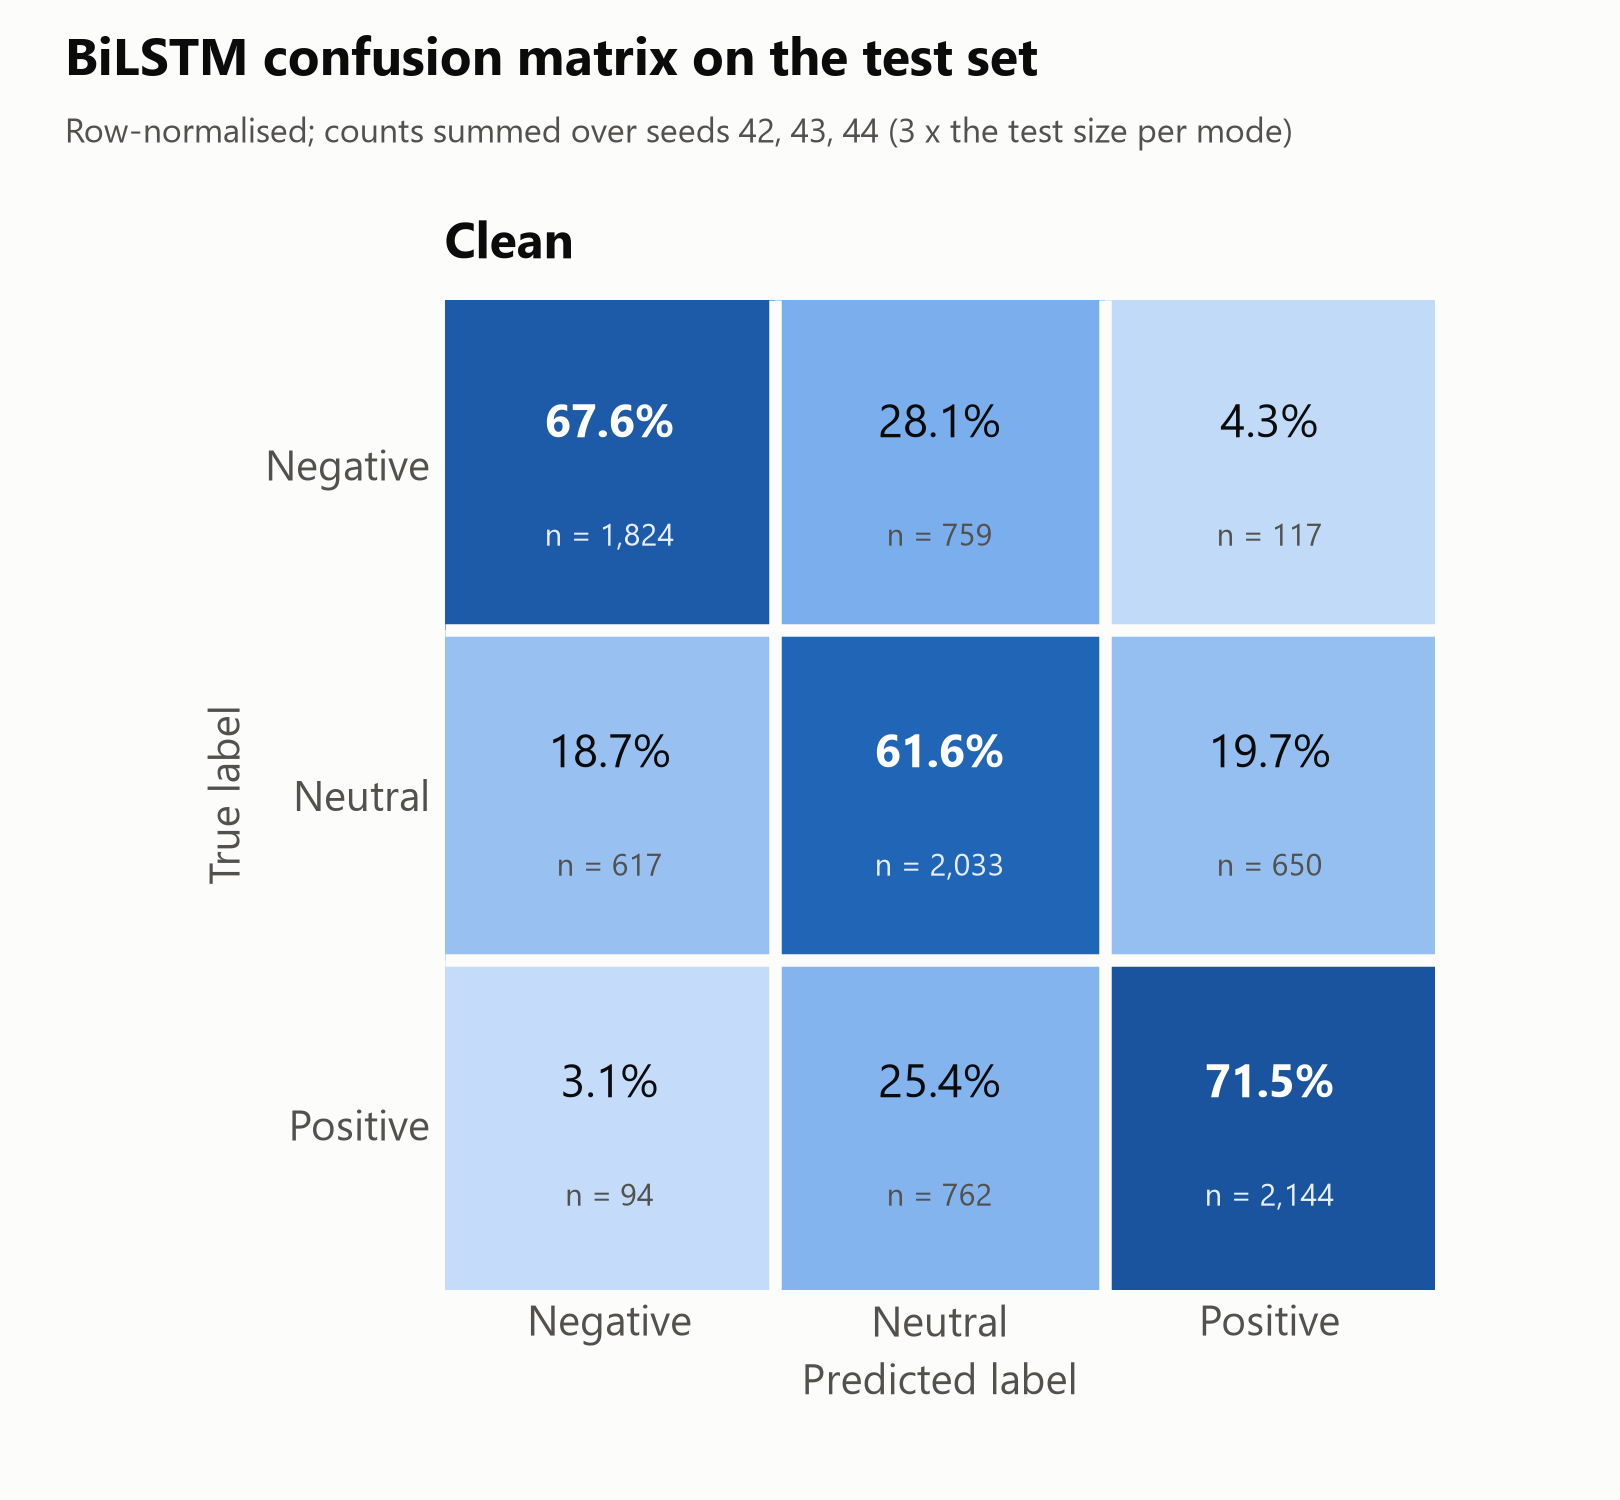 BiLSTM confusion matrix on the test set
Row-normalised; counts summed over seeds 42, 43, 44 (3 x the test size per mode)
Clean
True label
Negative
67.6%
28.1%
4.3%
n = 1,824
n = 759
n = 117
Neutral
18.7%
61.6%
19.7%
n = 617
n = 2,033
n = 650
Positive
3.1%
25.4%
71.5%
n = 94
n = 762
n = 2,144
Negative
Neutral
Positive
Predicted label